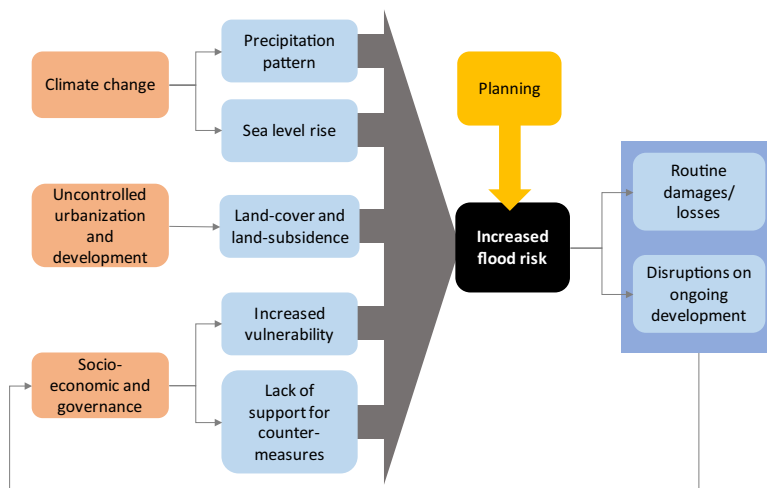 Climate change
Precipitation
pattern
Sea level rise
Uncontrolled
urbanization
and
development
Land-cover and
land-subsidence
Socio-
economic and
governance
Increased
vulnerability
Lack of
support for
counter-
measures
Planning
Increased
flood risk
Routine
damages/
losses
Disruptions on
ongoing
development